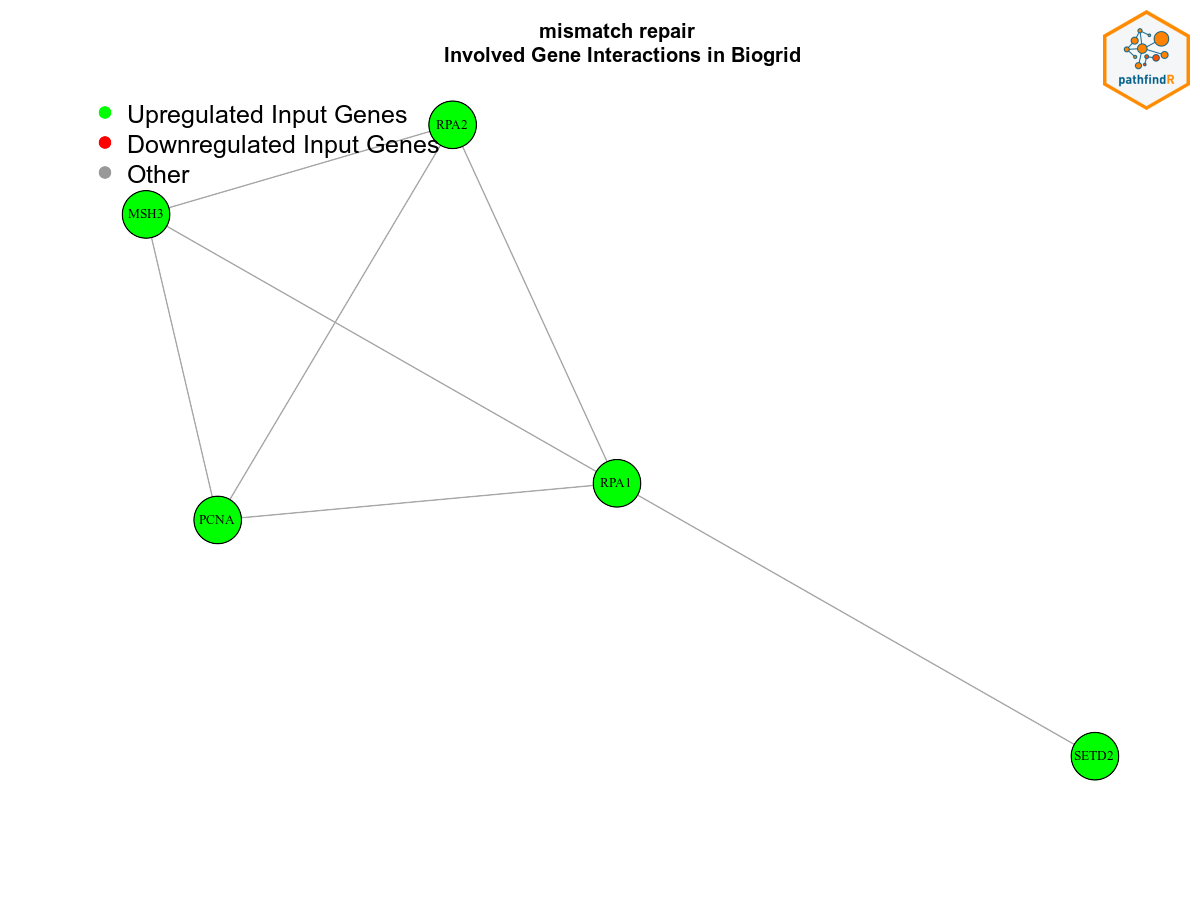 mismatch repair
Involved Gene Interactions in Biogrid
pathfindR
Upregulated Input Genes
Downregulated Input Genes
Other
RPA2
MSH3
RPA1
PCNA
SETD2